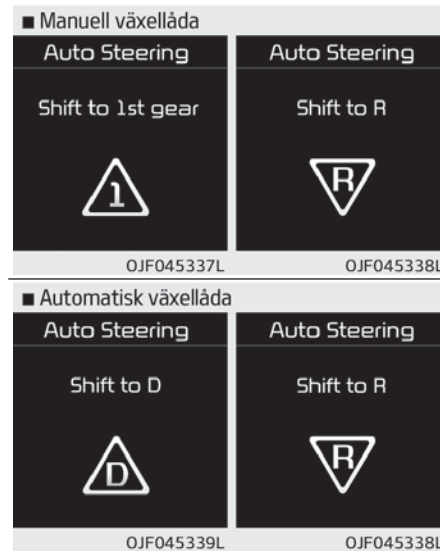 ■ Manuell växellåda
Auto Steering Auto Steering
Shift to 1st gear Shift to R
1 R
OJF045337L OJF045338L
■ Automatisk växellåda
Auto Steering Auto Steering
Shift to D Shift to R
D R
OJF045339L OJF045338L